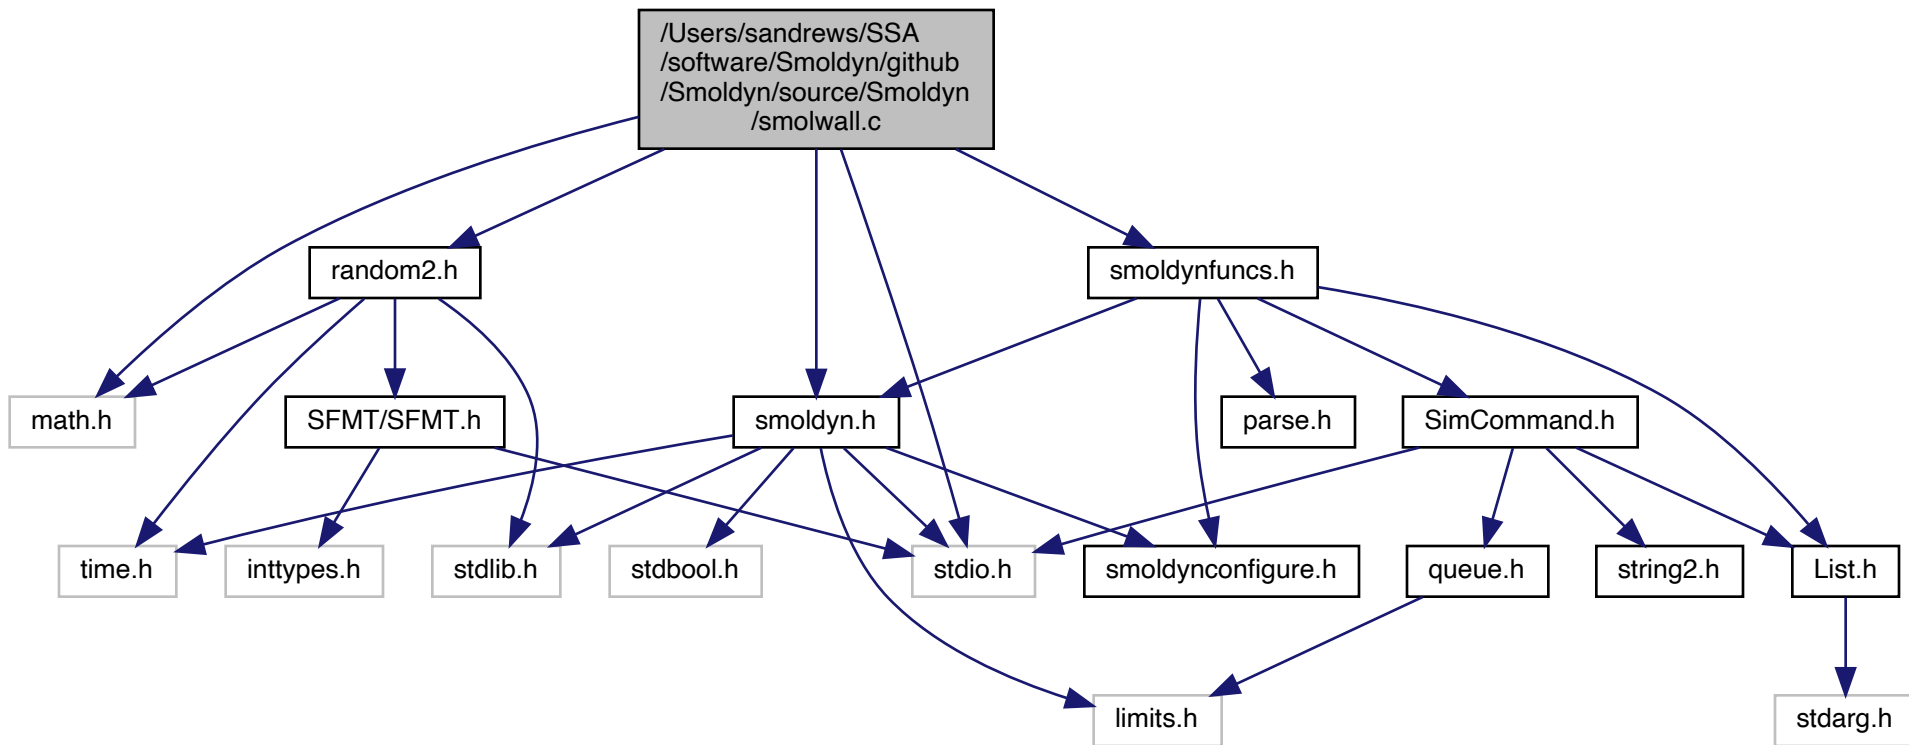 /Users/sandrews/SSA
/software/Smoldyn/github
/Smoldyn/source/Smoldyn
/smolwall.c
random2.h
smoldynfuncs.h
math.h
SFMT/SFMT.h
smoldyn.h
parse.h
SimCommand.h
time.h
inttypes.h
stdlib.h
stdbool.h
stdio.h
smoldynconfigure.h
queue.h
string2.h
List.h
limits.h
stdarg.h